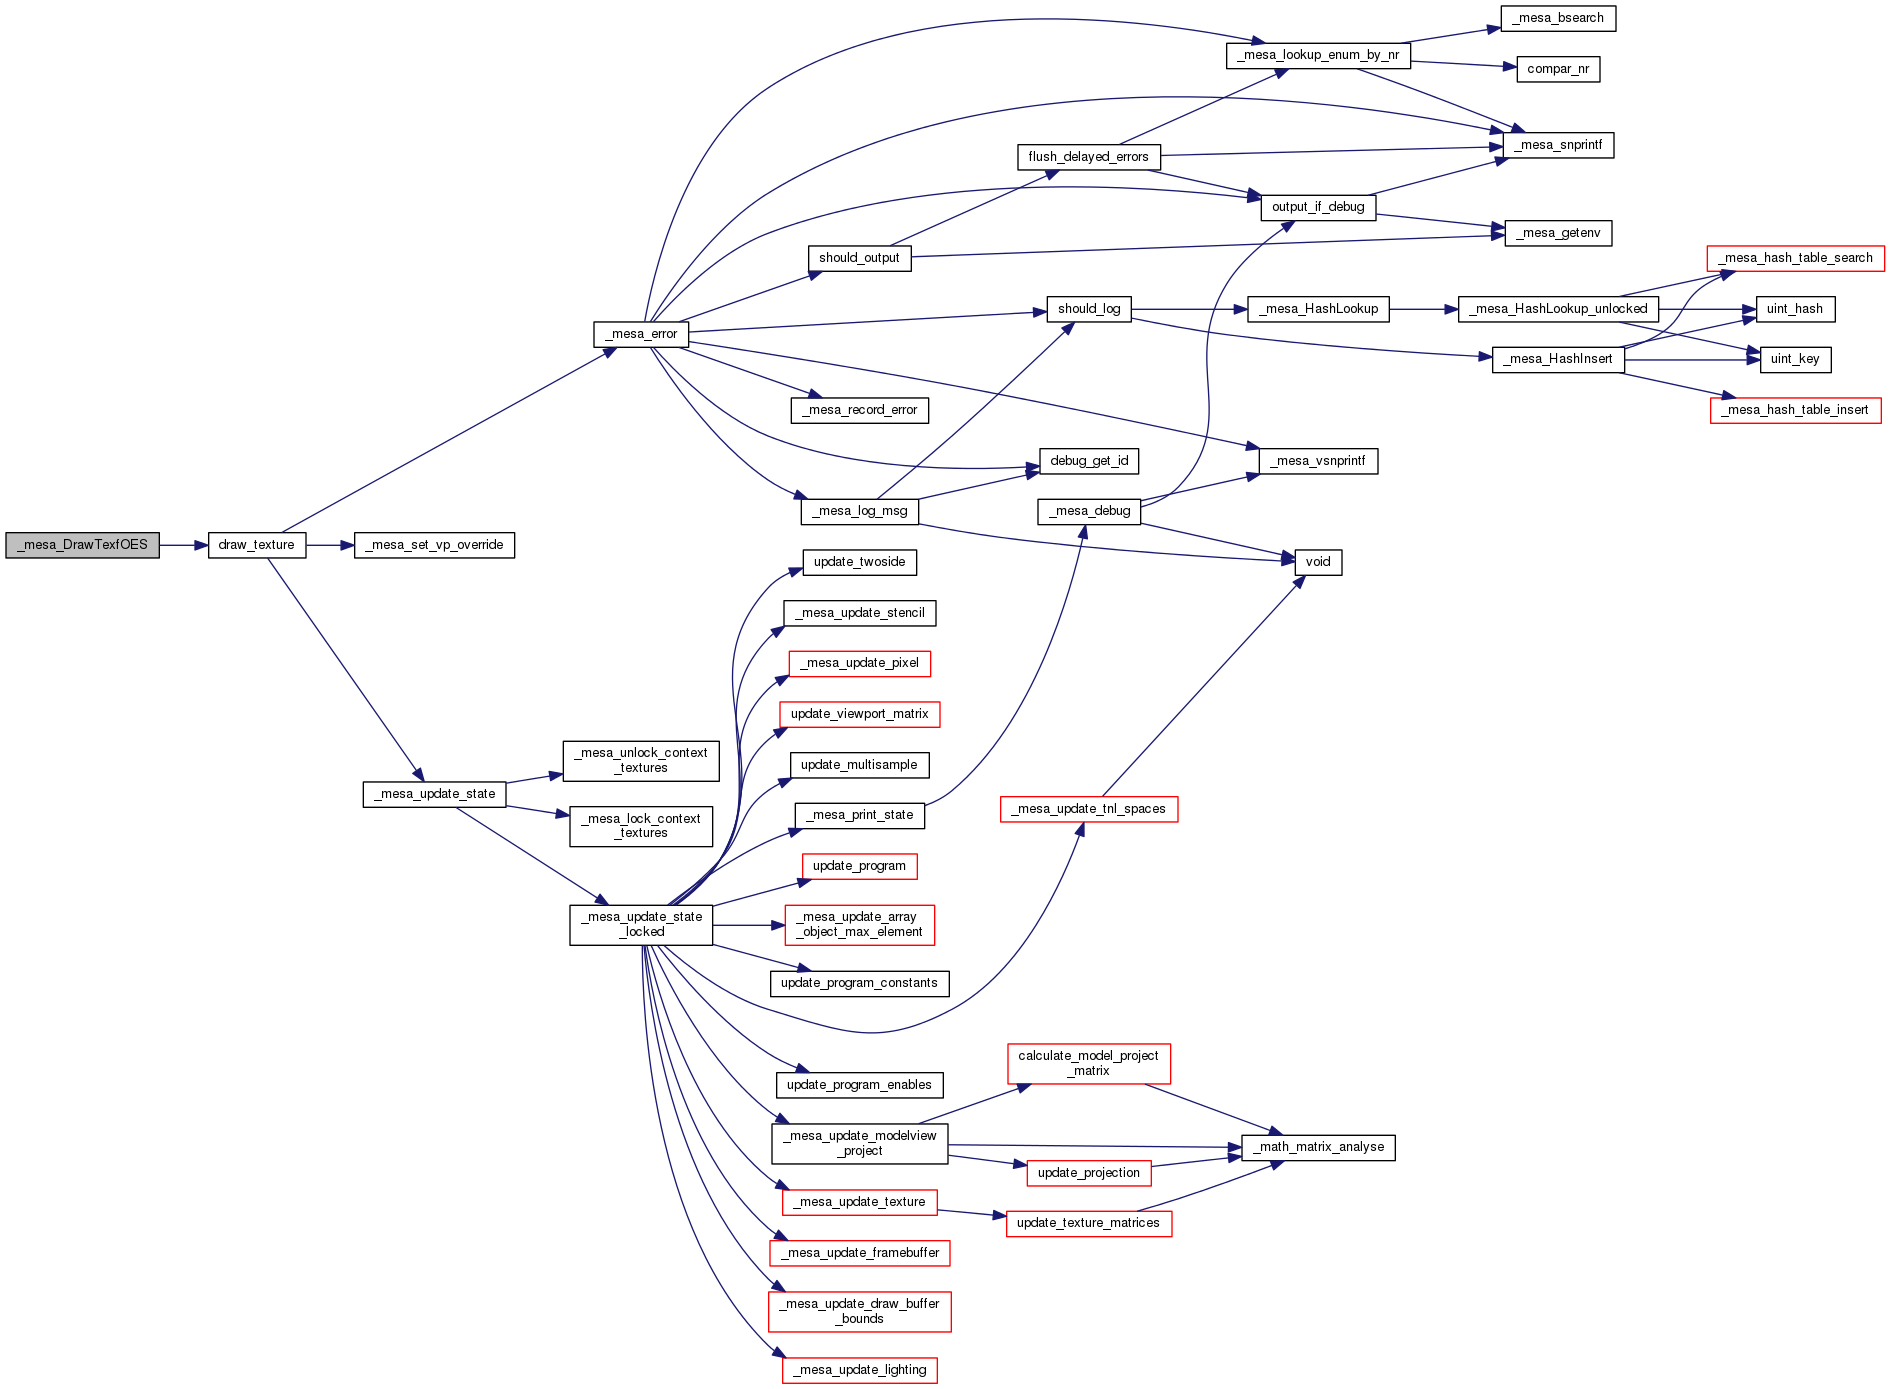 _mesa_DrawTexfOES
draw_texture
_mesa_error
_mesa_set_vp_override
_mesa_update_state
_mesa_lookup_enum_by_nr
_mesa_bsearch
compar_nr
_mesa_snprintf
flush_delayed_errors
output_if_debug
_mesa_getenv
should_output
should_log
_mesa_HashLookup
_mesa_HashLookup_unlocked
_mesa_hash_table_search
uint_hash
_mesa_HashInsert
uint_key
_mesa_hash_table_insert
_mesa_record_error
debug_get_id
_mesa_vsnprintf
_mesa_log_msg
_mesa_debug
void
update_twoside
_mesa_update_stencil
_mesa_update_pixel
update_viewport_matrix
update_multisample
_mesa_unlock_context
_textures
_mesa_lock_context
_textures
_mesa_print_state
_mesa_update_tnl_spaces
update_program
_mesa_update_state
_locked
_mesa_update_array
_object_max_element
update_program_constants
update_program_enables
calculate_model_project
_matrix
_mesa_update_modelview
_project
_math_matrix_analyse
update_projection
_mesa_update_texture
update_texture_matrices
_mesa_update_framebuffer
_mesa_update_draw_buffer
_bounds
_mesa_update_lighting